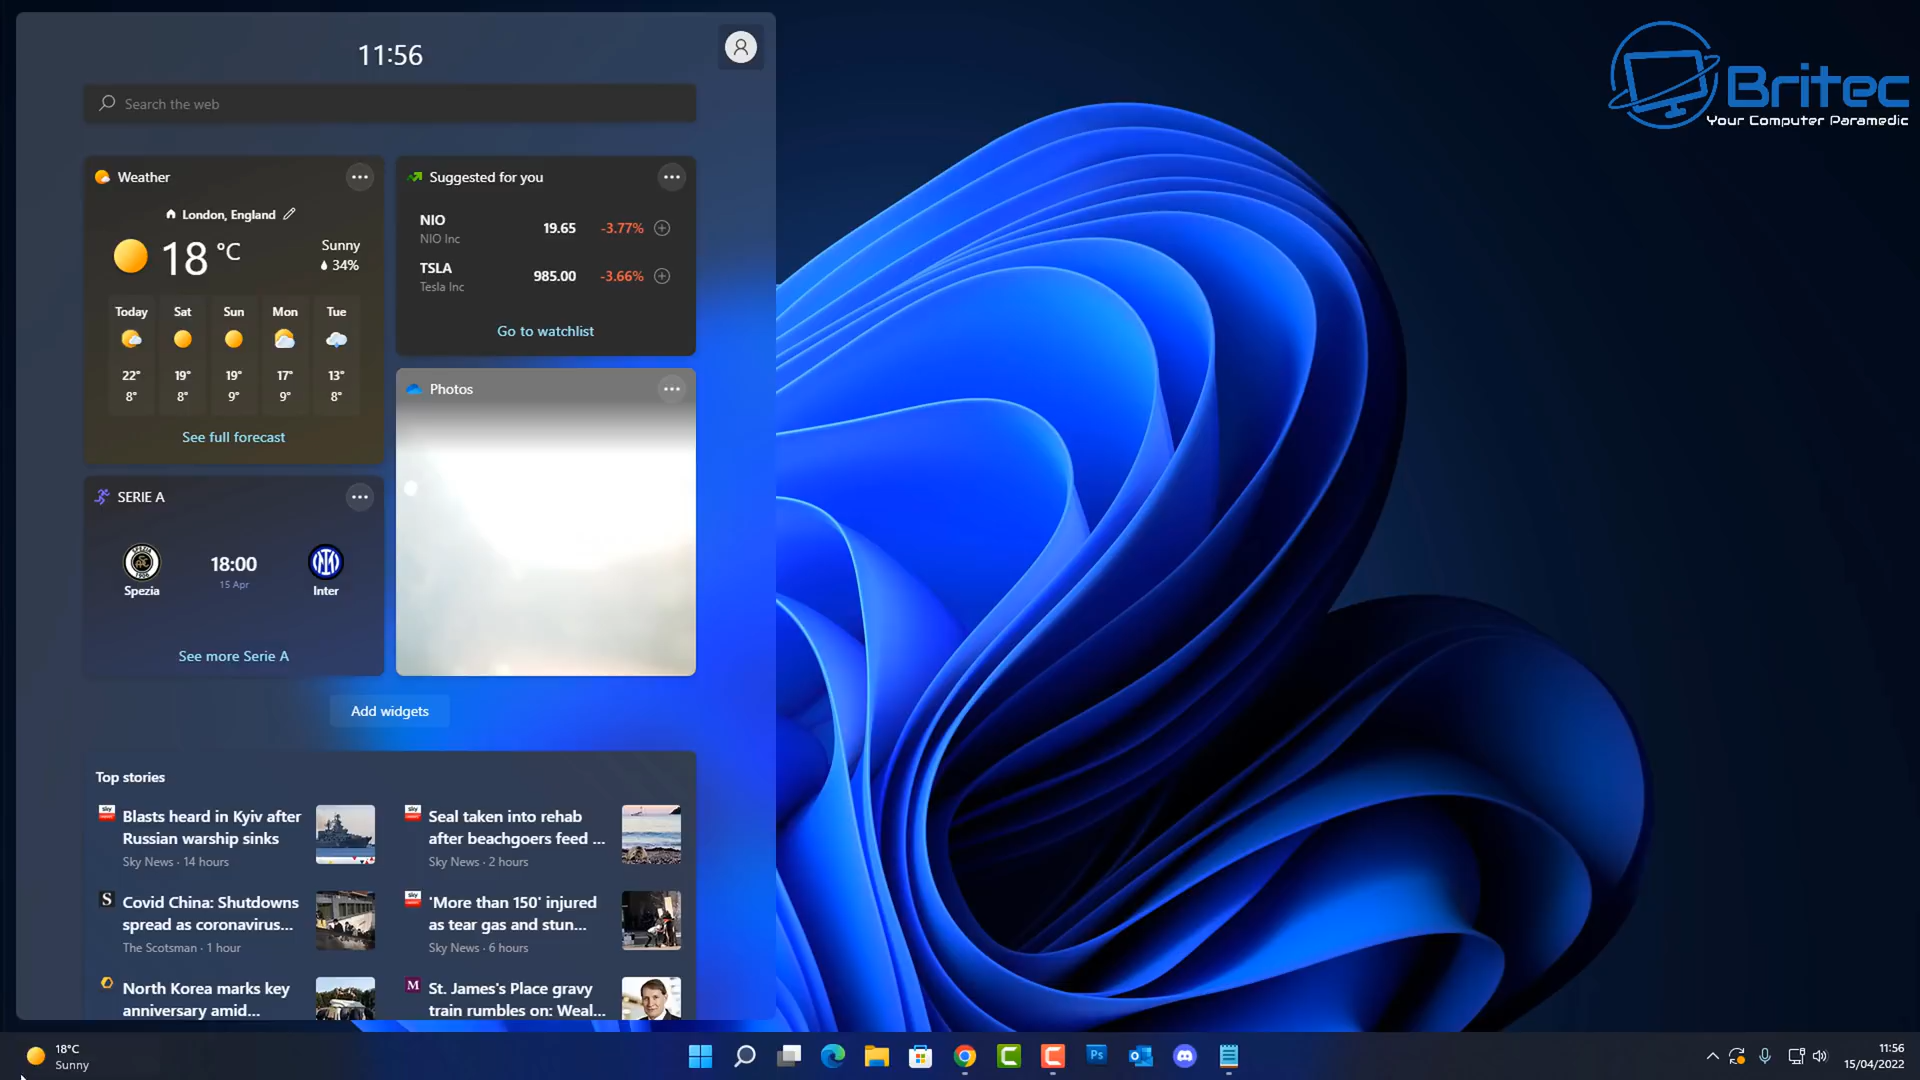 11:56
Search the web
Weather
London, England
18 °C
Sunny
34%
Today Sat Sun Mon Tue
22° 19° 19° 17° 13°
8° 8° 9° 9° 8°
See full forecast
Suggested for you
NIO 19.65 -3.77%
NIO Inc
TSLA 985.00 -3.66%
Tesla Inc
Go to watchlist
Photos
SERIE A
Spezia
18:00
15 Apr
Inter
See more Serie A
Add widgets
Top stories
Blasts heard in Kyiv after
Russian warship sinks
Sky News · 14 hours
Seal taken into rehab
after beachgoers feed ...
Sky News · 2 hours
S
Covid China: Shutdowns
spread as coronavirus...
The Scotsman · 1 hour
sky
'More than 150' injured
as tear gas and stun...
Sky News · 6 hours
North Korea marks key
anniversary amid...
M
St. James's Place gravy
train rumbles on: Weal...
Britec
Your Computer Paramedic
18°C
Sunny
Ps
11:56
15/04/2022